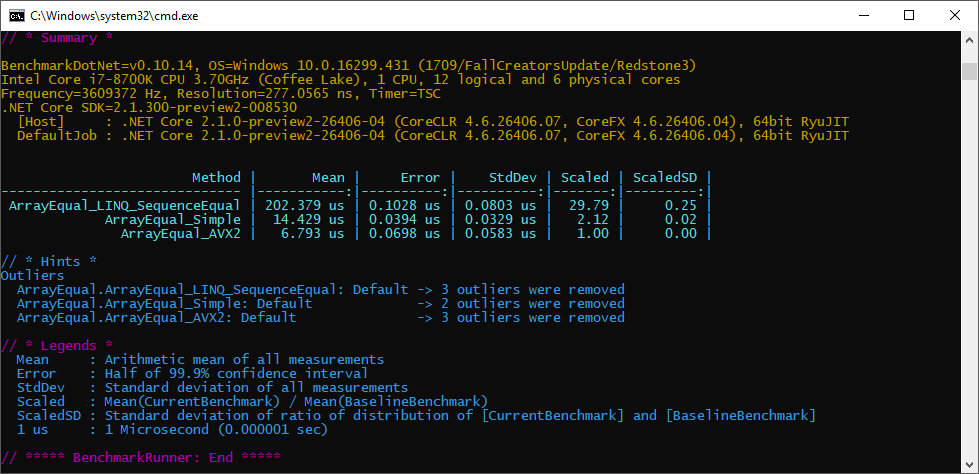 C:\Windows\system32\cmd.exe
// * Summary *
BenchmarkDotNet=v0.10.14, OS=Windows 10.0.16299.431 (1709/FallCreatorsUpdate/Redstone3)
Intel Core i7-8700K CPU 3.70GHz (Coffee Lake), 1 CPU, 12 logical and 6 physical cores
Frequency=3609372 Hz, Resolution=277.0565 ns, Timer=TSC
.NET Core SDK=2.1.300-preview2-008530
  [Host]     : .NET Core 2.1.0-preview2-26406-04 (CoreCLR 4.6.26406.07, CoreFX 4.6.26406.04), 64bit RyuJIT
  DefaultJob : .NET Core 2.1.0-preview2-26406-04 (CoreCLR 4.6.26406.07, CoreFX 4.6.26406.04), 64bit RyuJIT
                        Method |       Mean |     Error |    StdDev | Scaled | ScaledSD |
------------------------------ |-----------:|----------:|----------:|-------:|---------:|
 ArrayEqual_LINQ_SequenceEqual | 202.379 us | 0.1028 us | 0.0803 us |  29.79 |     0.25 |
             ArrayEqual_Simple |  14.429 us | 0.0394 us | 0.0329 us |   2.12 |     0.02 |
               ArrayEqual_AVX2 |   6.793 us | 0.0698 us | 0.0583 us |   1.00 |     0.00 |
// * Hints *
Outliers
  ArrayEqual.ArrayEqual_LINQ_SequenceEqual: Default -> 3 outliers were removed
  ArrayEqual.ArrayEqual_Simple: Default             -> 2 outliers were removed
  ArrayEqual.ArrayEqual_AVX2: Default               -> 3 outliers were removed
// * Legends *
  Mean     : Arithmetic mean of all measurements
  Error    : Half of 99.9% confidence interval
  StdDev   : Standard deviation of all measurements
  Scaled   : Mean(CurrentBenchmark) / Mean(BaselineBenchmark)
  ScaledSD : Standard deviation of ratio of distribution of [CurrentBenchmark] and [BaselineBenchmark]
  1 us     : 1 Microsecond (0.000001 sec)
// ***** BenchmarkRunner: End *****